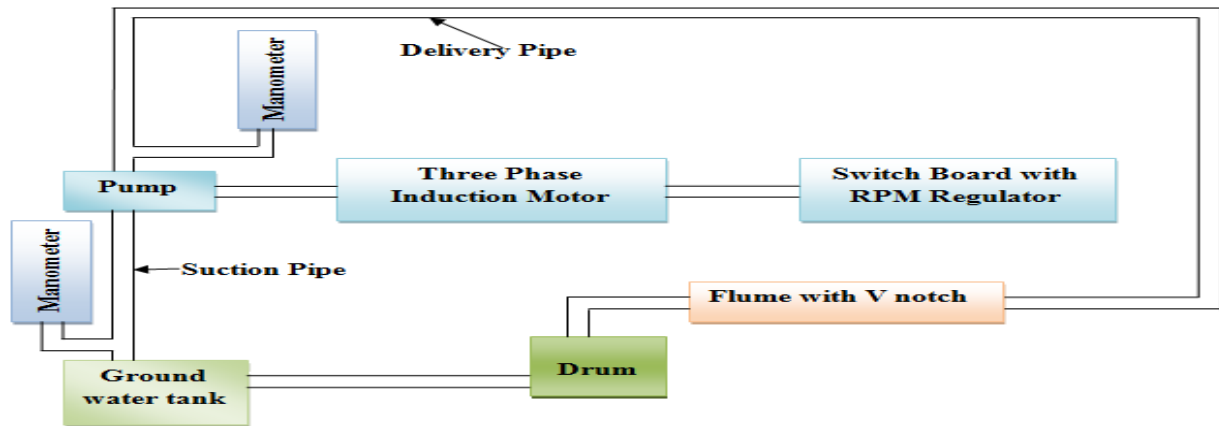 Delivery Pipe
Manometer
Pump
Three Phase
Induction Motor
Switch Board with
RPM Regulator
Manometer
Suction Pipe
Flume with V notch
Drum
Ground
water tank